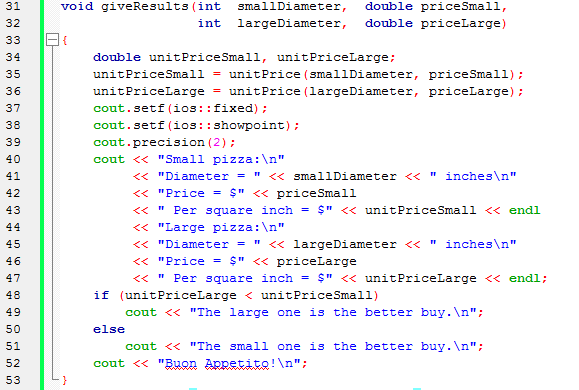 31 void giveResults(int smallDiameter, double priceSmall,
32 int largeDiameter, double priceLarge)
33 {
34 double unitPriceSmall, unitPriceLarge;
35 unitPriceSmall = unitPrice(smallDiameter, priceSmall);
36 unitPriceLarge = unitPrice(largeDiameter, priceLarge);
37 cout.setf(ios::fixed);
38 cout.setf(ios::showpoint);
39 cout.precision(2);
40 cout << "Small pizza:\n"
41 << "Diameter = " << smallDiameter << " inches\n"
42 << "Price = $" << priceSmall
43 << " Per square inch = $" << unitPriceSmall << endl
44 << "Large pizza:\n"
45 << "Diameter = " << largeDiameter << " inches\n"
46 << "Price = $" << priceLarge
47 << " Per square inch = $" << unitPriceLarge << endl;
48 if (unitPriceLarge < unitPriceSmall)
49 cout << "The large one is the better buy.\n";
50 else
51 cout << "The small one is the better buy.\n";
52 cout << "Buon Appetito!\n";
53 }